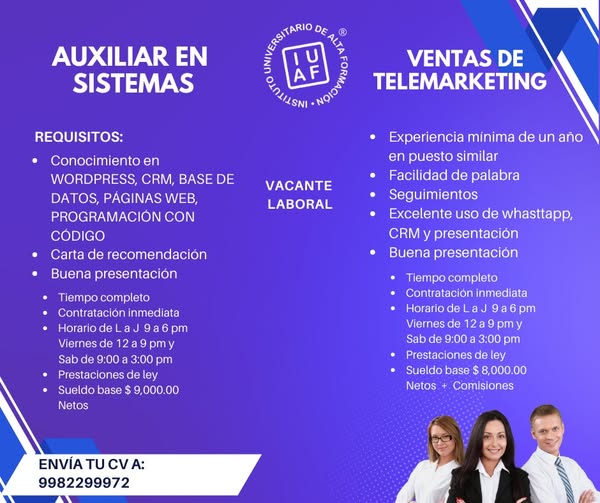 AUXILIAR EN
SISTEMAS
REQUISITOS:
Conocimiento en
WORDPRESS, CRM, BASE DE
DATOS, PÁGINAS WEB,
PROGRAMACIÓN CON
CÓDIGO
Carta de recomendación
Buena presentación
Tiempo completo
Contratación inmediata
Horario de L a J 9 a 6 pm
Viernes de 12 a 9 pm y
Sab de 9:00 a 3:00 pm
Prestaciones de ley
Sueldo base $ 9,000.00
Netos
INSTITUTO UNIVERSITARIO DE ALTA FORMACIÓN
®
IU
AF
VACANTE
LABORAL
VENTAS DE
TELEMARKETING
Experiencia mínima de un año
en puesto similar
Facilidad de palabra
Seguimientos
Excelente uso de whasttapp,
CRM y presentación
Buena presentación
Tiempo completo
Contratación inmediata
Horario de L a J 9 a 6 pm
Viernes de 12 a 9 pm y
Sab de 9:00 a 3:00 pm
Prestaciones de ley
Sueldo base $ 8,000.00
Netos + Comisiones
ENVÍA TU CV A:
9982299972